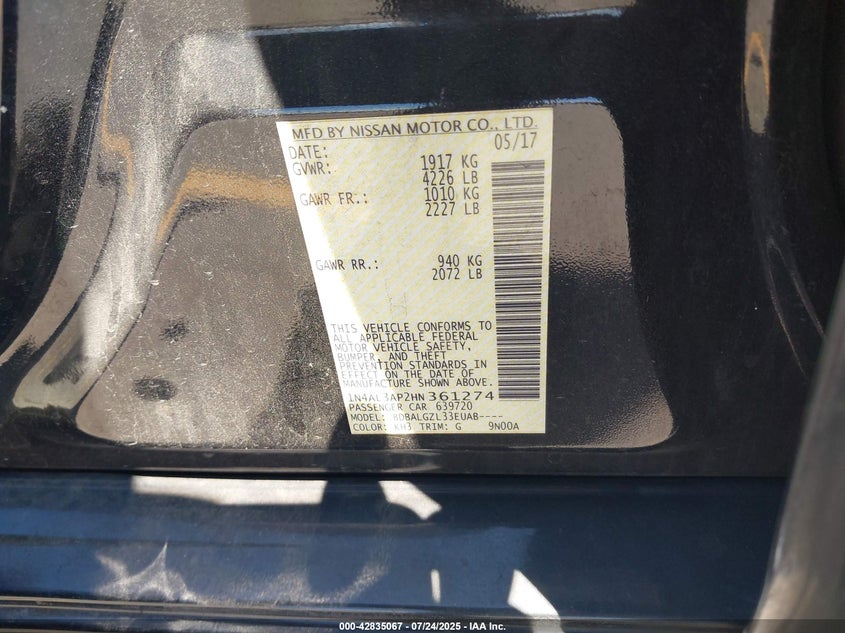 MFD BY NISSAN MOTOR CO., LTD.
DATE: 05/17
GVWR: 1917 KG
4226 LB
GAWR FR.: 1010 KG
2227 LB
GAWR RR.: 940 KG
2072 LB
THIS VEHICLE CONFORMS TO
ALL APPLICABLE FEDERAL
MOTOR VEHICLE SAFETY,
BUMPER, AND THEFT
PREVENTION STANDARDS IN
EFFECT ON THE DATE OF
MANUFACTURE SHOWN ABOVE.
1N4AL3AP2HN361274
PASSENGER CAR 639720
MODEL: BDBALGZL33EUAB----
COLOR: KH3 TRIM: G 9N00A
000-42835067 - 07/24/2025 - IAA Inc.